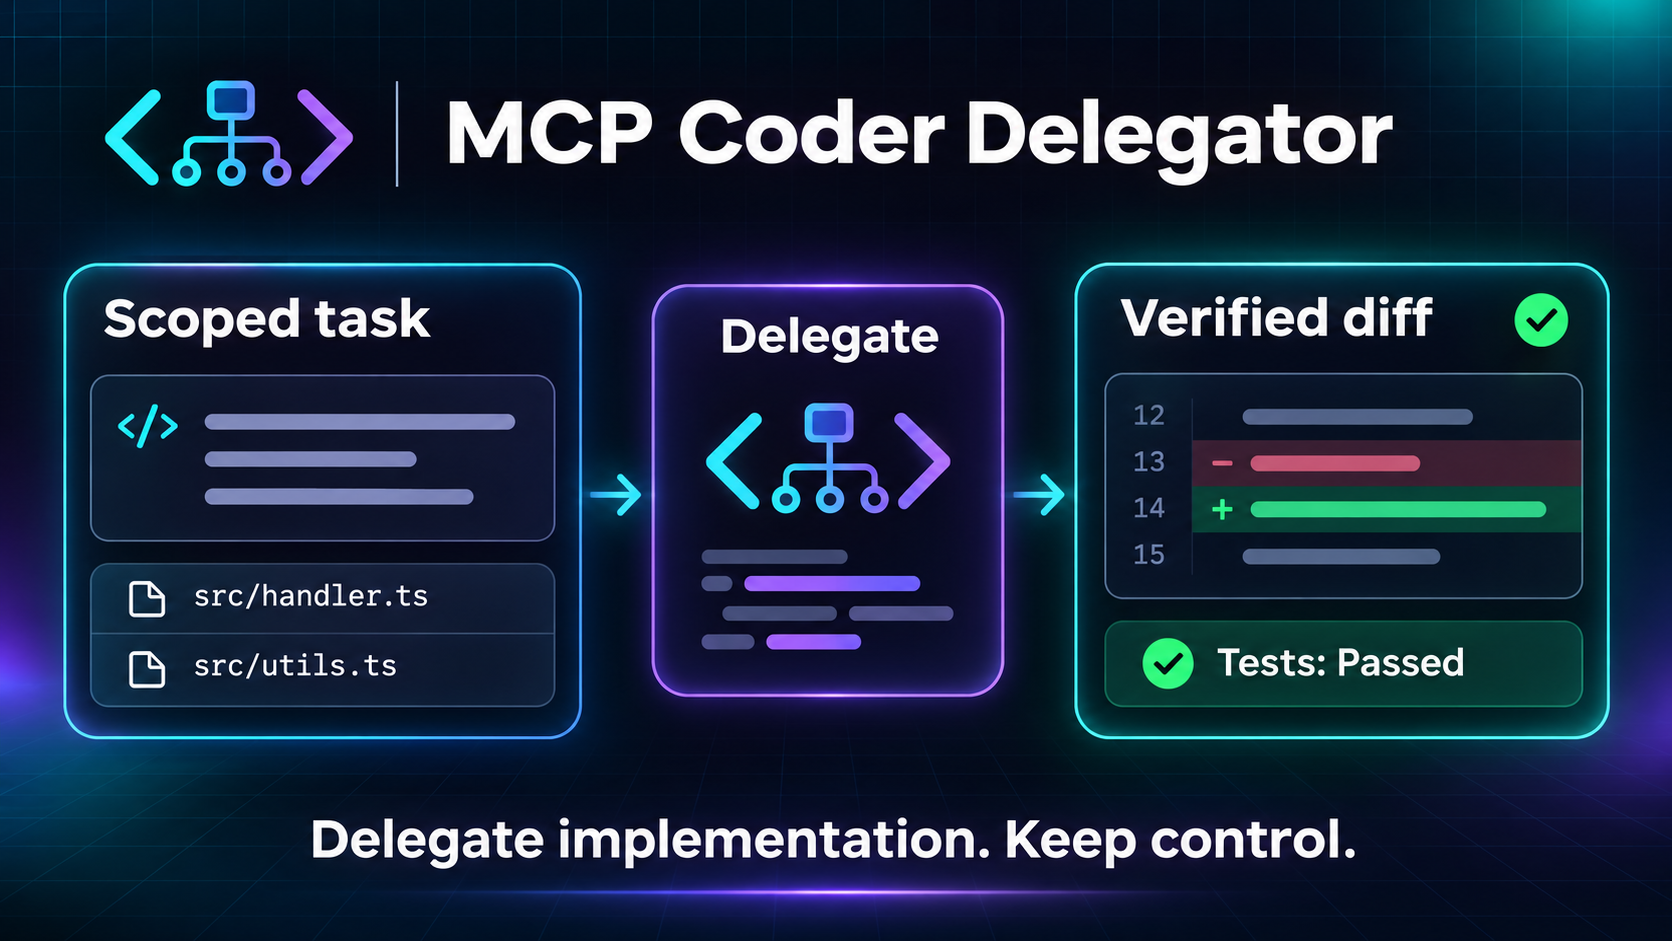 MCP Coder Delegator
Scoped task
</>
src/handler.ts
src/utils.ts
Delegate
Verified diff
12
13 -
14 +
15
Tests: Passed
Delegate implementation. Keep control.